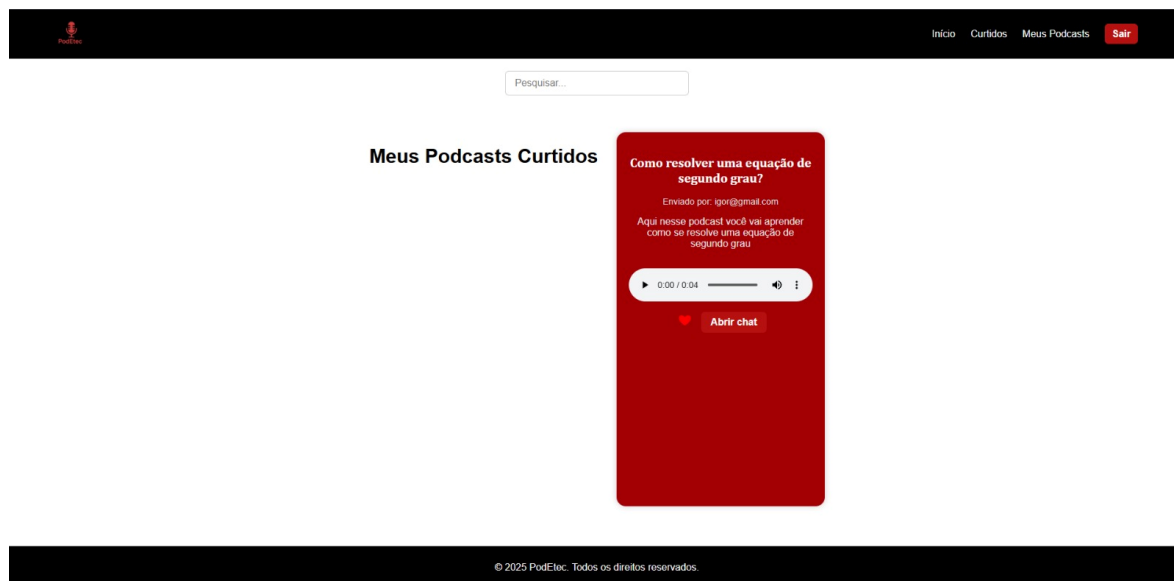 PodEtec
Início Curtidos Meus Podcasts Sair
Pesquisar...
Meus Podcasts Curtidos
Como resolver uma equação de
segundo grau?
Enviado por: igor@gmail.com
Aqui nesse podcast você vai aprender
como se resolve uma equação de
segundo grau
0:00 / 0:04
Abrir chat
© 2025 PodEtec. Todos os direitos reservados.